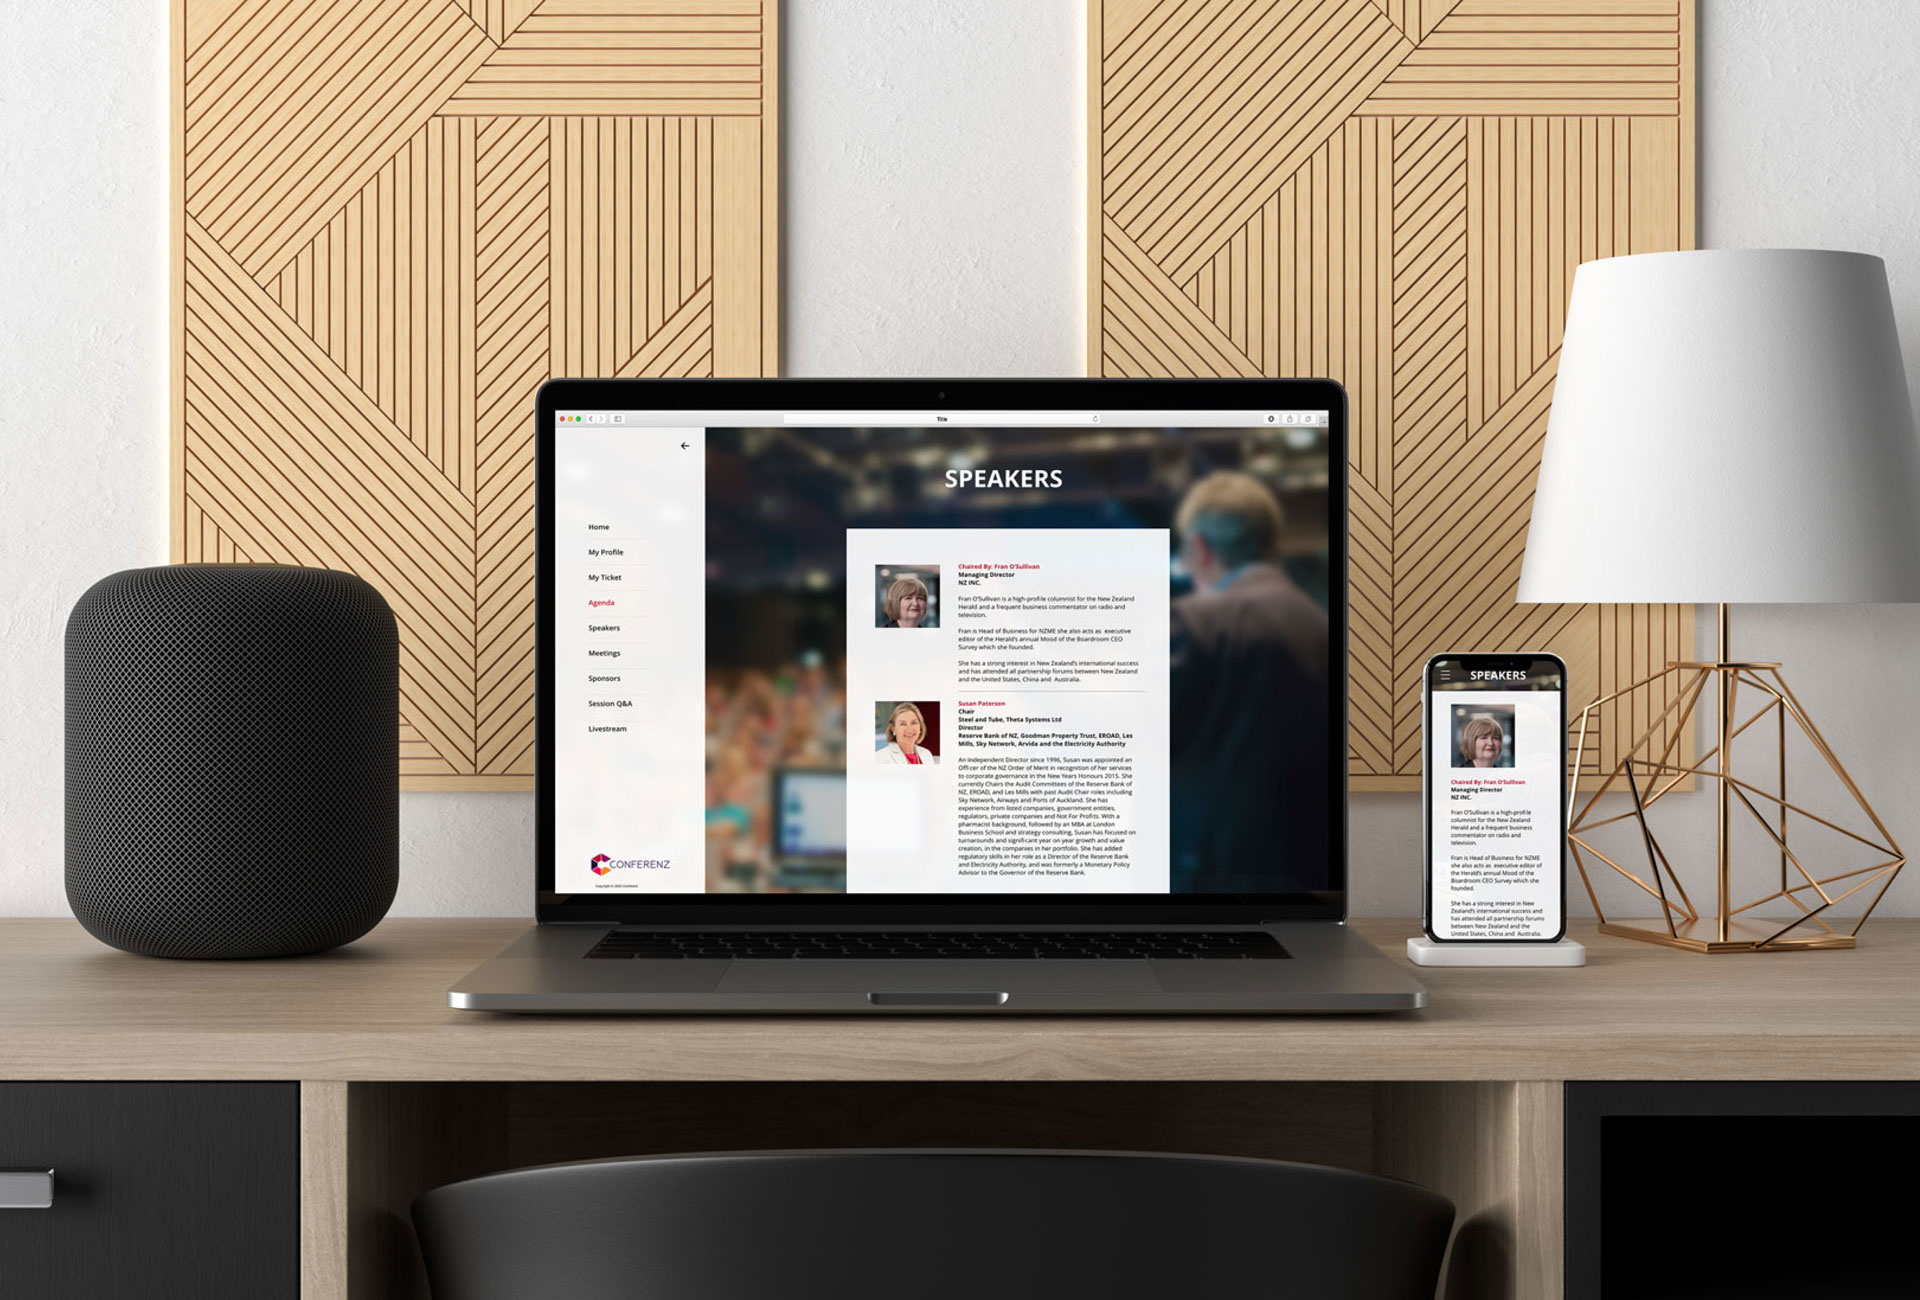 Title
SPEAKERS
Home
My Profile
My Ticket
Agenda
Speakers
Meetings
Sponsors
Session Q&A
Livestream
CONFERENZ
Copyright © 2020 Conferenz
Chaired By: Fran O'Sullivan
Managing Director
NZ INC.
Fran O'Sullivan is a high-profile columnist for the New Zealand
Herald and a frequent business commentator on radio and
television.
Fran is Head of Business for NZME she also acts as executive
editor of the Herald's annual Mood of the Boardroom CEO
Survey which she founded.
She has a strong interest in New Zealand's international success
and has attended all partnership forums between New Zealand
and the United States, China and Australia.
Susan Paterson
Chair
Steel and Tube, Theta Systems Ltd
Director
Reserve Bank of NZ, Goodman Property Trust, EROAD, Les
Mills, Sky Network, Arvida and the Electricity Authority
An Independent Director since 1996, Susan was appointed an
Officer of the NZ Order of Merit in recognition of her services
to corporate governance in the New Years Honours 2015. She
currently Chairs the Audit Committees of the Reserve Bank of
NZ, EROAD, and Les Mills with past Audit Chair roles including
Sky Network, Airways and Ports of Auckland. She has
experience from listed companies, government entities,
regulators, private companies and Not For Profits. With a
pharmacist background, followed by an MBA at London
Business School and strategy consulting, Susan has focused on
turnarounds and significant year on year growth and value
creation, in the companies in her portfolio. She has added
regulatory skills in her role as a Director of the Reserve Bank
and Electricity Authority, and was formerly a Monetary Policy
Advisor to the Governor of the Reserve Bank.
SPEAKERS
Chaired By: Fran O'Sullivan
Managing Director
NZ INC.
Fran O'Sullivan is a high-profile
columnist for the New Zealand
Herald and a frequent business
commentator on radio and
television.
Fran is Head of Business for NZME
she also acts as executive editor of
the Herald's annual Mood of the
Boardroom CEO Survey which she
founded.
She has a strong interest in New
Zealand's international success and
has attended all partnership forums
between New Zealand and the
United States, China and Australia.